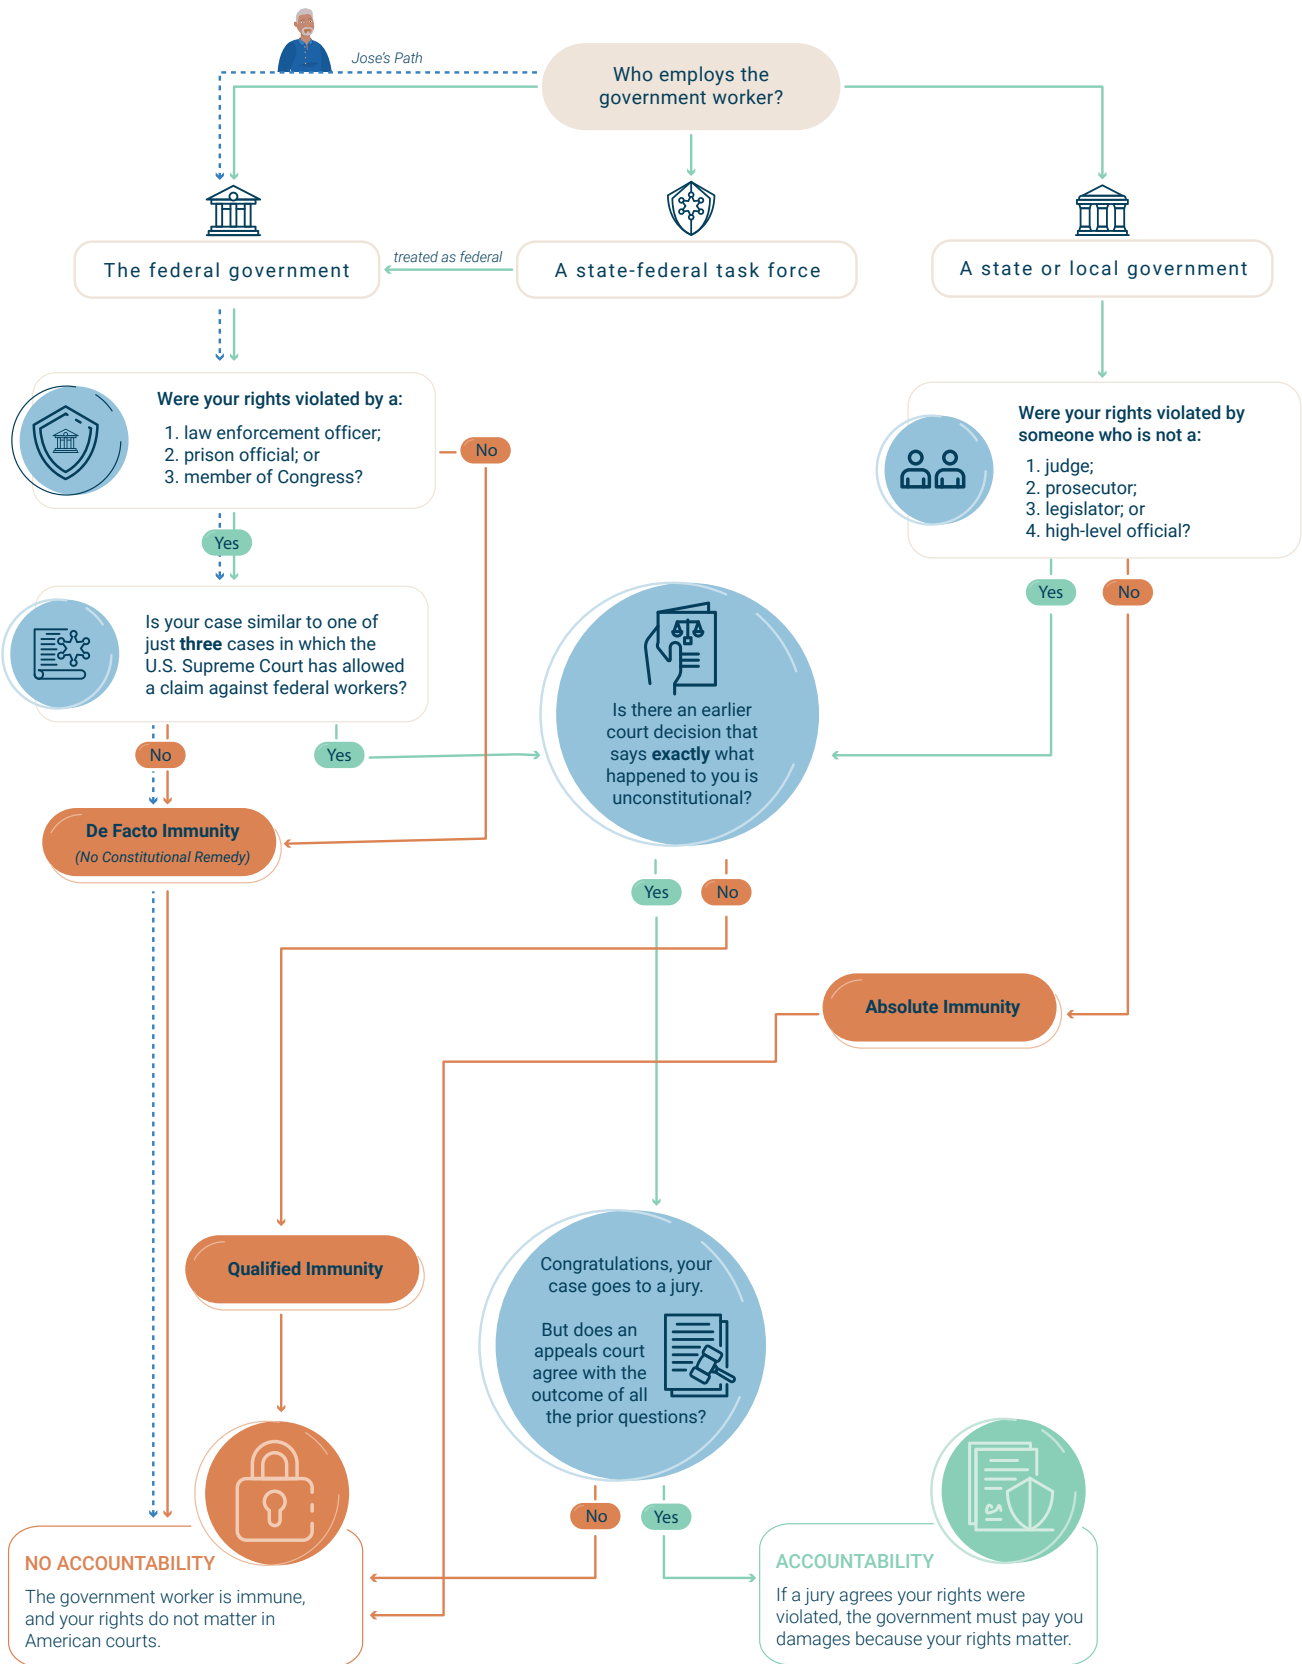 Jose's Path
Who employs the
government worker?
The federal government
treated as federal
A state-federal task force
A state or local government
Were your rights violated by a:
1. law enforcement officer;
2. prison official; or
3. member of Congress?
No
Yes
Were your rights violated by
someone who is not a:
1. judge;
2. prosecutor;
3. legislator; or
4. high-level official?
Yes
No
Is your case similar to one of
just three cases in which the
U.S. Supreme Court has allowed
a claim against federal workers?
No
Yes
Is there an earlier
court decision that
says exactly what
happened to you is
unconstitutional?
Yes
No
De Facto Immunity
(No Constitutional Remedy)
Absolute Immunity
Qualified Immunity
Congratulations, your
case goes to a jury.
But does an
appeals court
agree with the
outcome of all
the prior questions?
No
Yes
NO ACCOUNTABILITY
The government worker is immune,
and your rights do not matter in
American courts.
ACCOUNTABILITY
If a jury agrees your rights were
violated, the government must pay you
damages because your rights matter.